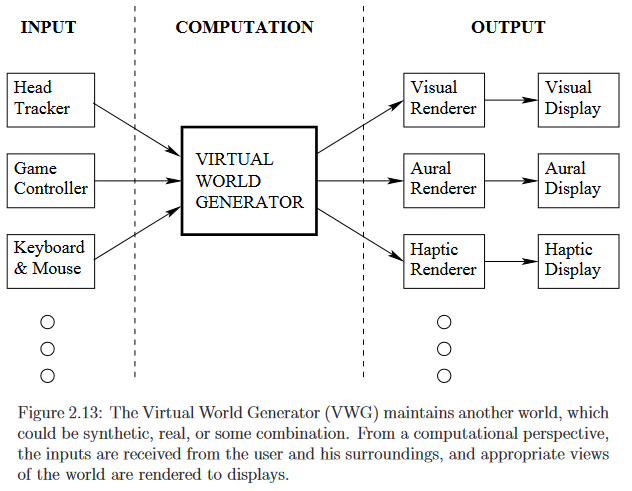 INPUT
COMPUTATION
OUTPUT
Head
Tracker
Game
Controller
Keyboard
& Mouse
VIRTUAL
WORLD
GENERATOR
Visual
Renderer
Visual
Display
Aural
Renderer
Aural
Display
Haptic
Renderer
Haptic
Display
Figure 2.13: The Virtual World Generator (VWG) maintains another world, which
could be synthetic, real, or some combination. From a computational perspective,
the inputs are received from the user and his surroundings, and appropriate views
of the world are rendered to displays.